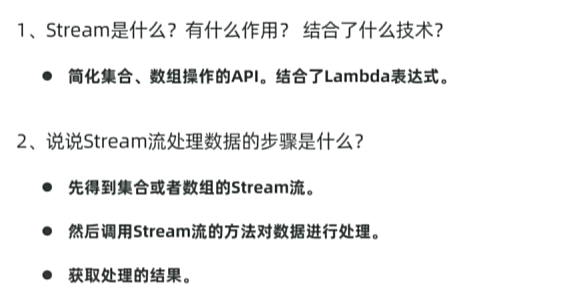 1、Stream是什么？有什么作用？ 结合了什么技术？
● 简化集合、数组操作的API。结合了Lambda表达式。
2、说说Stream流处理数据的步骤是什么？
● 先得到集合或者数组的Stream流。
● 然后调用Stream流的方法对数据进行处理。
● 获取处理的结果。